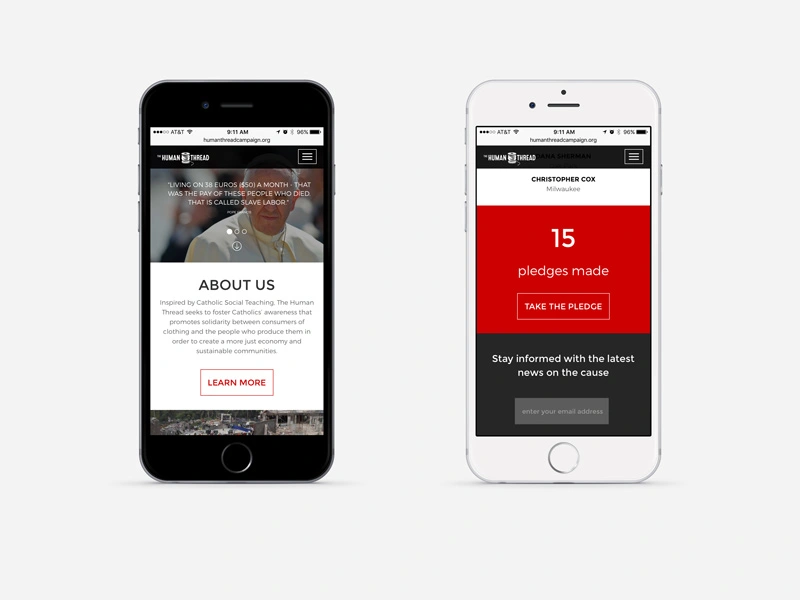 ●●●○○ AT&T 9:11 AM 96%
humanthreadcampaign.org
THE HUMAN THREAD
"LIVING ON 38 EUROS ($50) A MONTH - THAT
WAS THE PAY OF THESE PEOPLE WHO DIED.
THAT IS CALLED SLAVE LABOR."
ABOUT US
Inspired by Catholic Social Teaching, The Human
Thread seeks to foster Catholics' awareness that
promotes solidarity between consumers of
clothing and the people who produce them in
order to create a more just economy and
sustainable communities.
LEARN MORE
●●●○○ AT&T 9:11 AM 96%
humanthreadcampaign.org
THE HUMAN THREAD
DANA SHERMAN
CHRISTOPHER COX
Milwaukee
15
pledges made
TAKE THE PLEDGE
Stay informed with the latest
news on the cause
enter your email address